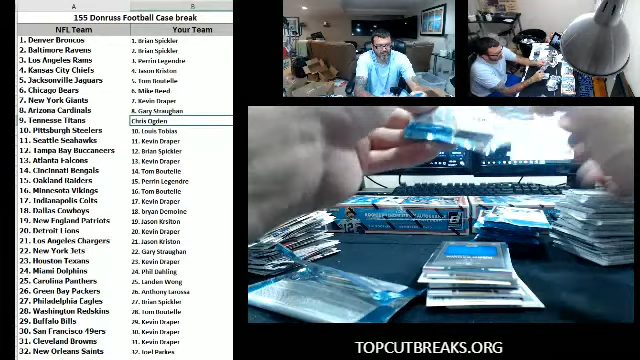 A B
155 Donruss Football Case break
NFL Team Your Team
1. Denver Broncos 1. Brian Spickler
2. Baltimore Ravens 2. Brian Spickler
3. Los Angeles Rams 3. Perrin Legendre
4. Kansas City Chiefs 4. Jason Kriston
5. Jacksonville Jaguars 5. Tom Boutelle
6. Chicago Bears 6. Mike Reed
7. New York Giants 7. Kevin Draper
8. Arizona Cardinals 8. Gary Straughan
9. Tennesse Titans Chris Ogden
10. Pittsburgh Steelers 10. Louis Tobias
11. Seattle Seahawks 11. Kevin Draper
12. Tampa Bay Buccaneers 12. Brian Spickler
13. Atlanta Falcons 13. Kevin Draper
14. Cincinnati Bengals 14. Tom Boutelle
15. Oakland Raiders 15. Perrin Legendre
16. Minnesota Vikings 16. Tom Boutelle
17. Indianapolis Colts 17. Kevin Draper
18. Dallas Cowboys 18. bryan Demoine
19. New England Patriots 19. Jason Kriston
20. Detroit Lions 20. Kevin Draper
21. Los Angeles Chargers 21. Jason Kriston
22. New York Jets 22. Gary Straughan
23. Houston Texans 23. Kevin Draper
24. Miami Dolphins 24. Phil Dahling
25. Carolina Panthers 25. Landen Wong
26. Green Bay Packers 26. Anthony Larossa
27. Philadelphia Eagles 27. Brian Spickler
28. Washington Redskins 28. Tom Boutelle
29. Buffalo Bills 29. Kevin Draper
30. San Francisco 49ers 30. Kevin Draper
31. Cleveland Browns 31. Kevin Draper
32. New Orleans Saints 32. Joel Parkes
TOPCUTBREAKS.ORG